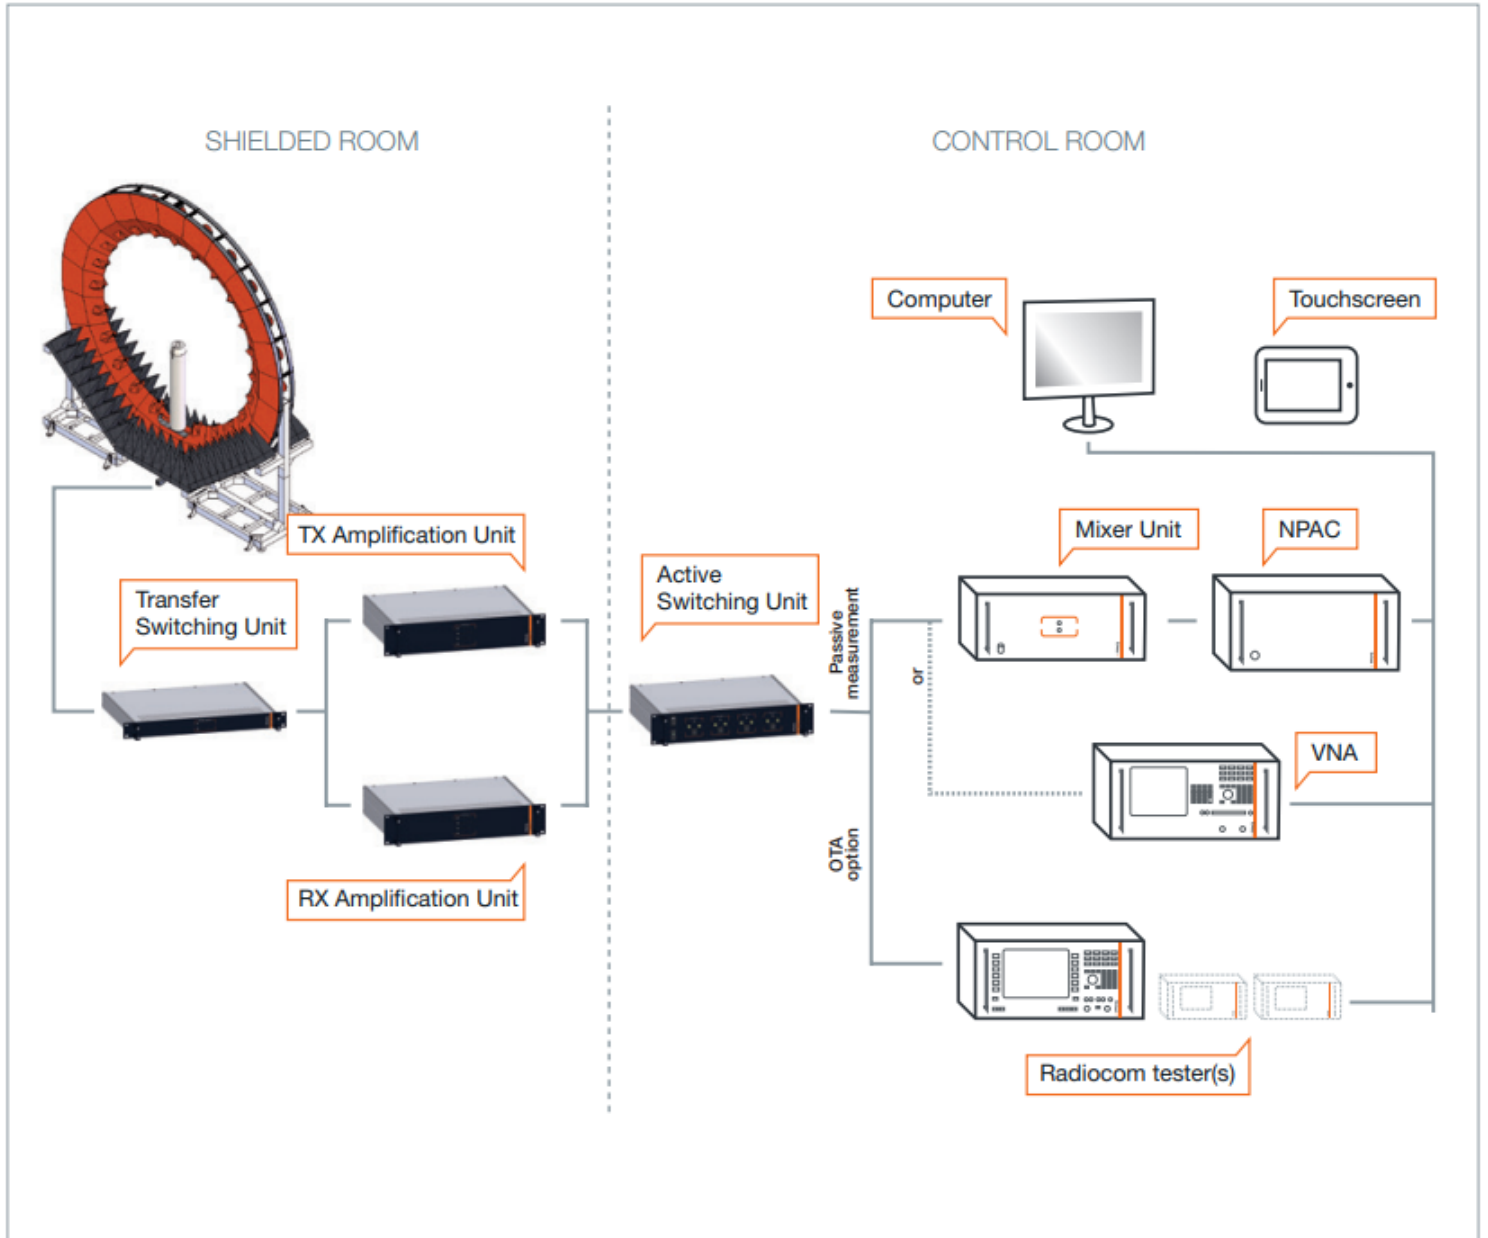 SHIELDED ROOM
CONTROL ROOM
Computer
Touchscreen
TX Amplification Unit
Mixer Unit
NPAC
Transfer
Switching Unit
Active
Switching Unit
Passive
measurement
or
VNA
OTA
option
RX Amplification Unit
Radiocom tester(s)